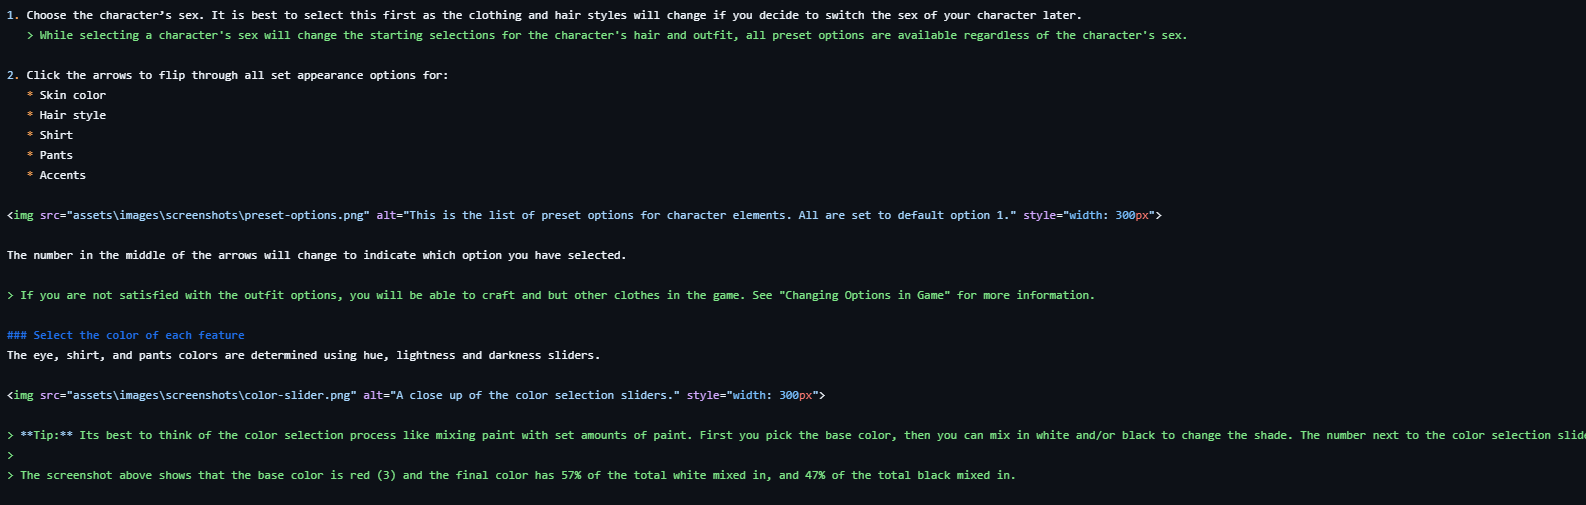 1. Choose the character’s sex. It is best to select this first as the clothing and hair styles will change if you decide to switch the sex of your character later.
> While selecting a character's sex will change the starting selections for the character's hair and outfit, all preset options are available regardless of the character's sex.
2. Click the arrows to flip through all set appearance options for:
* Skin color
* Hair style
* Shirt
* Pants
* Accents
<img src="assets\images\screenshots\preset-options.png" alt="This is the list of preset options for character elements. All are set to default option 1." style="width: 300px">
The number in the middle of the arrows will change to indicate which option you have selected.
> If you are not satisfied with the outfit options, you will be able to craft and but other clothes in the game. See "Changing Options in Game" for more information.
### Select the color of each feature
The eye, shirt, and pants colors are determined using hue, lightness and darkness sliders.
<img src="assets\images\screenshots\color-slider.png" alt="A close up of the color selection sliders." style="width: 300px">
> **Tip:** Its best to think of the color selection process like mixing paint with set amounts of paint. First you pick the base color, then you can mix in white and/or black to change the shade. The number next to the color selection slide
>
> The screenshot above shows that the base color is red (3) and the final color has 57% of the total white mixed in, and 47% of the total black mixed in.